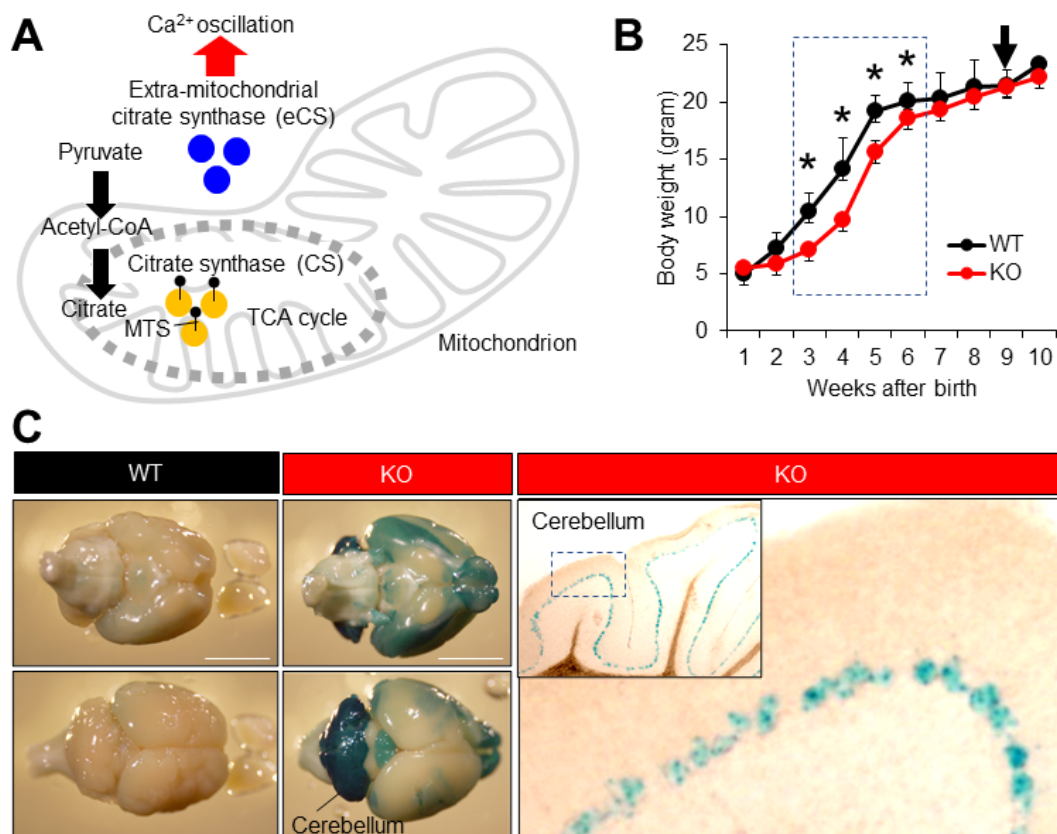 A
Ca²⁺ oscillation
Extra-mitochondrial
citrate synthase (eCS)
Pyruvate
Acetyl-CoA
Citrate synthase (CS)
Citrate
MTS
TCA cycle
Mitochondrion
B
Body weight (gram)
25
20
15
10
5
0
* * * *
WT
KO
1 2 3 4 5 6 7 8 9 10
Weeks after birth
C
WT
KO
KO
Cerebellum
Cerebellum